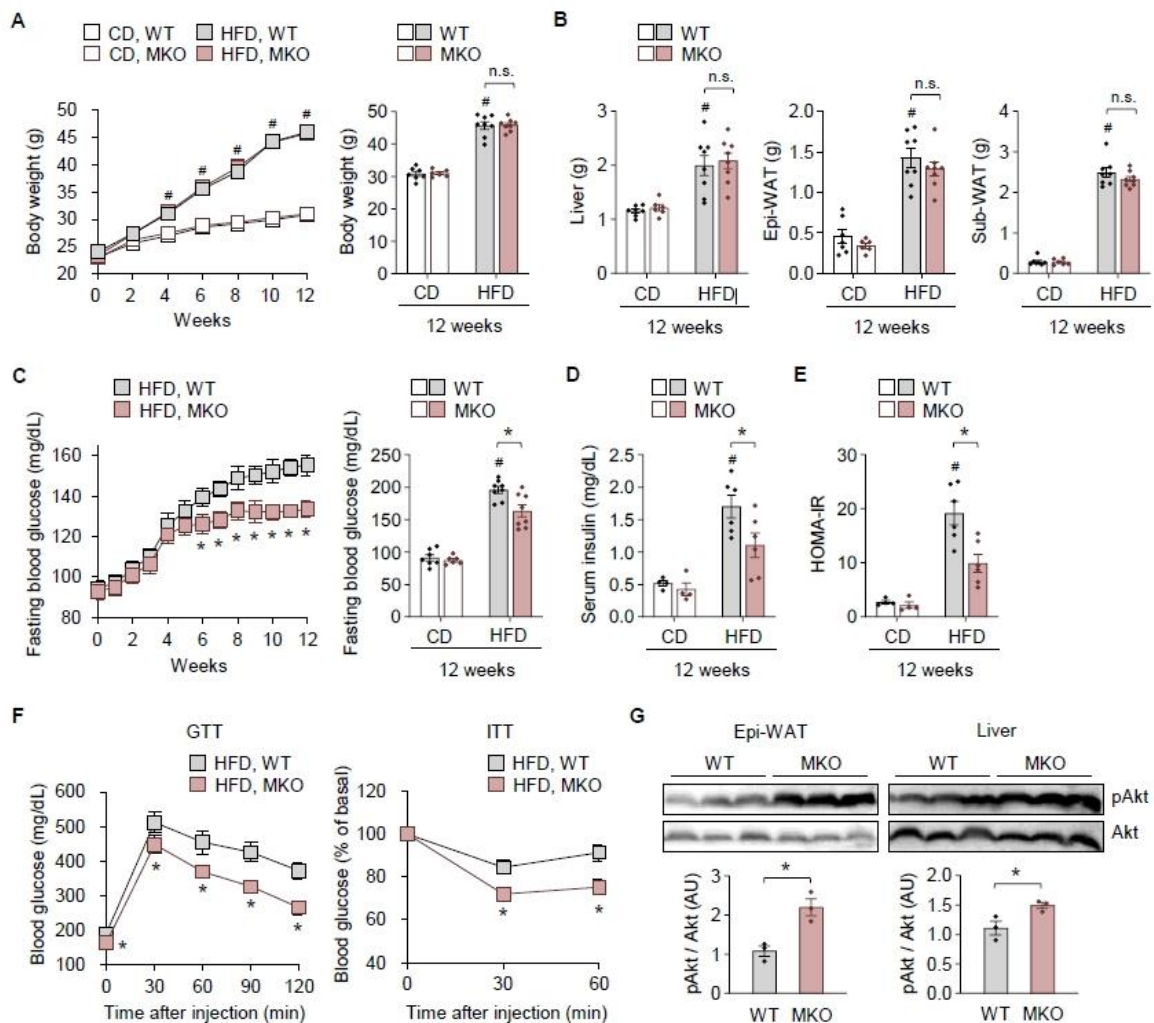 A
CD, WT HFD, WT
CD, MKO HFD, MKO
Body weight (g)
50
45
40
35
30
25
20
# # # # #
0 2 4 6 8 10 12
Weeks
WT
MKO
n.s.
#
Body weight (g)
60
50
40
30
20
10
0
CD HFD
12 weeks
B
WT
MKO
n.s.
#
Liver (g)
3
2
1
0
CD HFD|
12 weeks
n.s.
#
Epi-WAT (g)
2.0
1.5
1.0
0.5
0.0
CD HFD
12 weeks
n.s.
#
Sub-WAT (g)
4
3
2
1
0
CD HFD
12 weeks
C
HFD, WT
HFD, MKO
Fasting blood glucose (mg/dL)
160
140
120
100
80
* * * * * * *
0 2 4 6 8 10 12
Weeks
WT
MKO
*
#
Fasting blood glucose (mg/dL)
250
200
150
100
50
0
CD HFD
12 weeks
D
WT
MKO
*
#
Serum insulin (mg/dL)
2.5
2.0
1.5
1.0
0.5
0.0
CD HFD
12 weeks
E
WT
MKO
*
#
HOMA-IR
30
20
10
0
CD HFD
12 weeks
F
GTT
HFD, WT
HFD, MKO
Blood glucose (mg/dL)
600
500
400
300
200
100
* * * * *
0 30 60 90 120
Time after injection (min)
ITT
HFD, WT
HFD, MKO
Blood glucose (% of basal)
120
100
80
60
40
* *
0 30 60
Time after injection (min)
G
Epi-WAT Liver
WT MKO WT MKO
pAkt
Akt
*
pAkt / Akt (AU)
3
2
1
0
WT MKO
*
pAkt / Akt (AU)
2.0
1.5
1.0
0.5
0.0
WT MKO